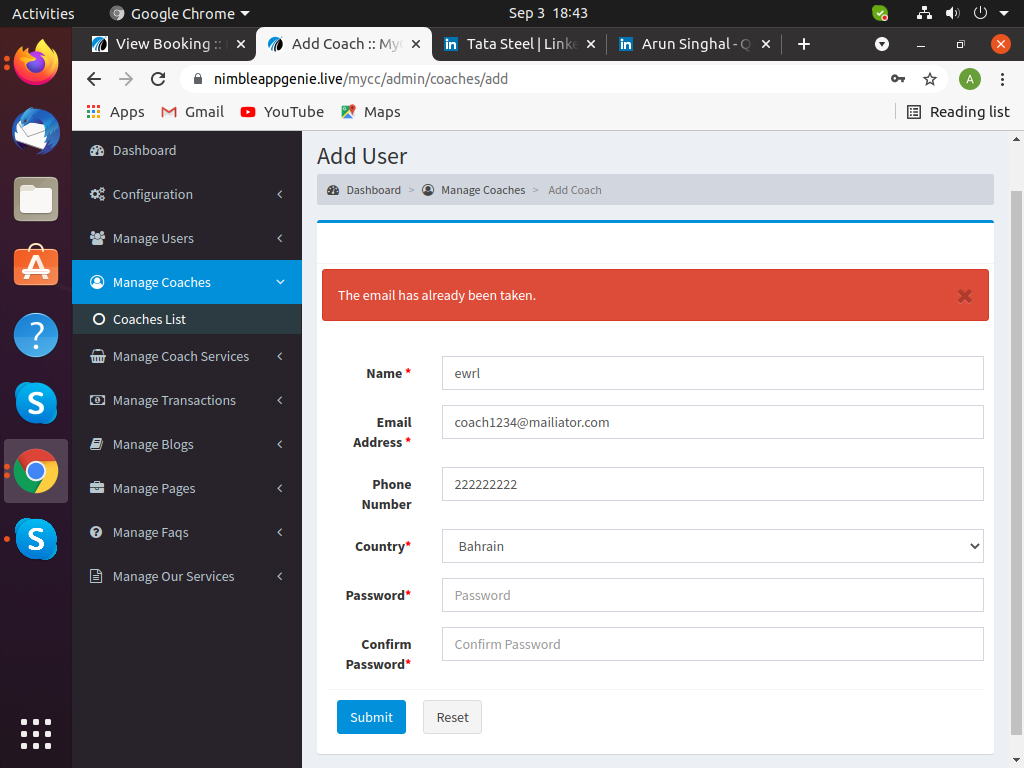 Activities Google Chrome Sep 3 18:43
View Booking :: Add Coach :: MyC Tata Steel | Linke Arun Singhal - Q
nimbleappgenie.live/mycc/admin/coaches/add A
Apps Gmail YouTube Maps Reading list
Dashboard
Configuration
Manage Users
Manage Coaches
Coaches List
Manage Coach Services
Manage Transactions
Manage Blogs
Manage Pages
Manage Faqs
Manage Our Services
Add User
Dashboard > Manage Coaches > Add Coach
The email has already been taken.
Name * ewrl
Email Address * coach1234@mailiator.com
Phone Number 222222222
Country* Bahrain
Password* Password
Confirm Password* Confirm Password
Submit Reset